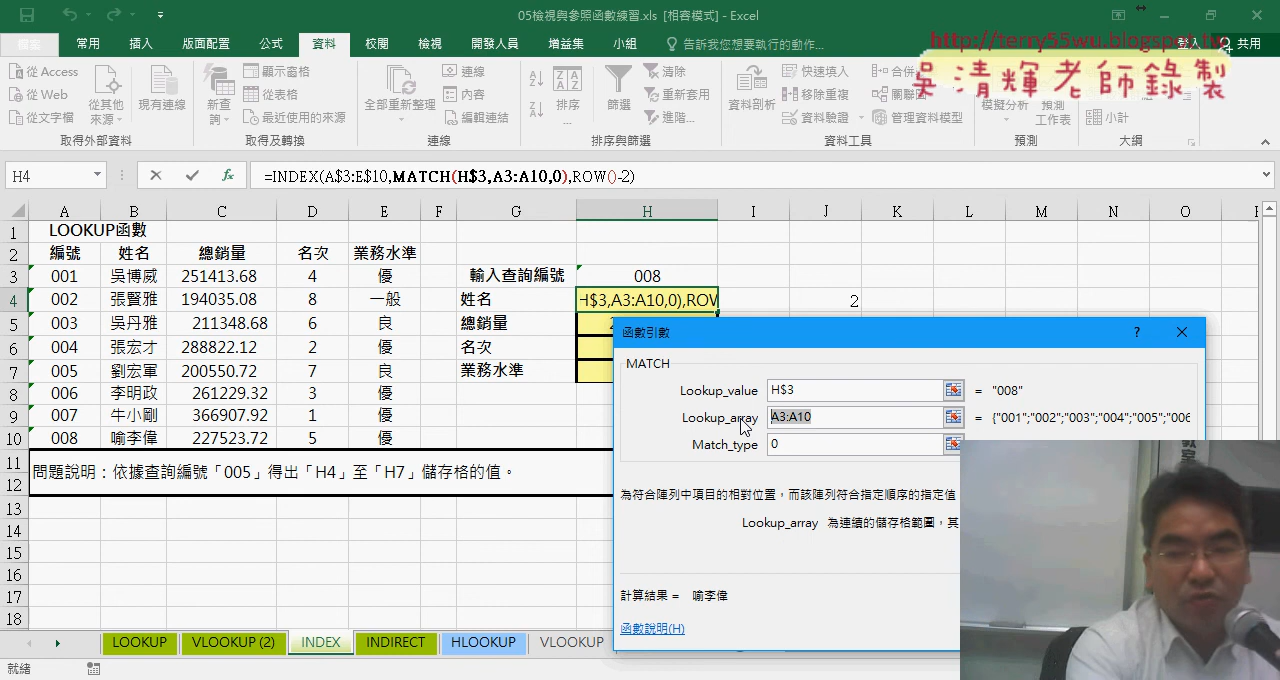 05檢視與參照函數練習.xls [相容模式] - Excel
檔案 常用 插入 版面配置 公式 資料 校閱 檢視 開發人員 增益集 小組 告訴我您想要執行的動作... 登入 共用
http://terry55wu.blogspot.tw
吳清輝老師錄製
從 Access 從 Web 從文字檔 從其他來源 現有連線
新查詢 顯示查詢 從表格 最近使用的來源
全部重新整理 連線 內容 編輯連結
排序... 篩選 清除 重新套用 進階...
資料剖析 快速填入 移除重複 資料驗證 合併 關聯圖 管理資料模型
模擬分析 預測工作表 小計
取得外部資料 取得及轉換 連線 排序與篩選 資料工具 預測 大綱
H4 fx =INDEX(A$3:E$10,MATCH(H$3,A3:A10,0),ROW()-2)
A B C D E F G H I J K L M N O
1 LOOKUP函數
2 編號 姓名 總銷量 名次 業務水準
3 001 吳博威 251413.68 4 優 輸入查詢編號 008
4 002 張賢雅 194035.08 8 一般 姓名 H$3,A3:A10,0),ROW 2
5 003 吳丹雅 211348.68 6 良 總銷量 2
6 004 張宏才 288822.12 2 優 名次
7 005 劉宏軍 200550.72 7 良 業務水準
8 006 李明政 261229.32 3 優
9 007 牛小剛 366907.92 1 優
10 008 喻李偉 227523.72 5 優
11
問題說明：依據查詢編號「005」得出「H4」至「H7」儲存格的值。
12
13
14
15
16
17
18
函數引數 ?
MATCH
Lookup_value H$3 = "008"
Lookup_array A3:A10 = {"001";"002";"003";"004";"005";"006
Match_type 0
為符合陣列中項目的相對位置，而該陣列符合指定順序的指定值
Lookup_array 為連續的儲存格範圍，其
計算結果 = 喻李偉
函數說明(H)
LOOKUP VLOOKUP (2) INDEX INDIRECT HLOOKUP VLOOKUP
就緒